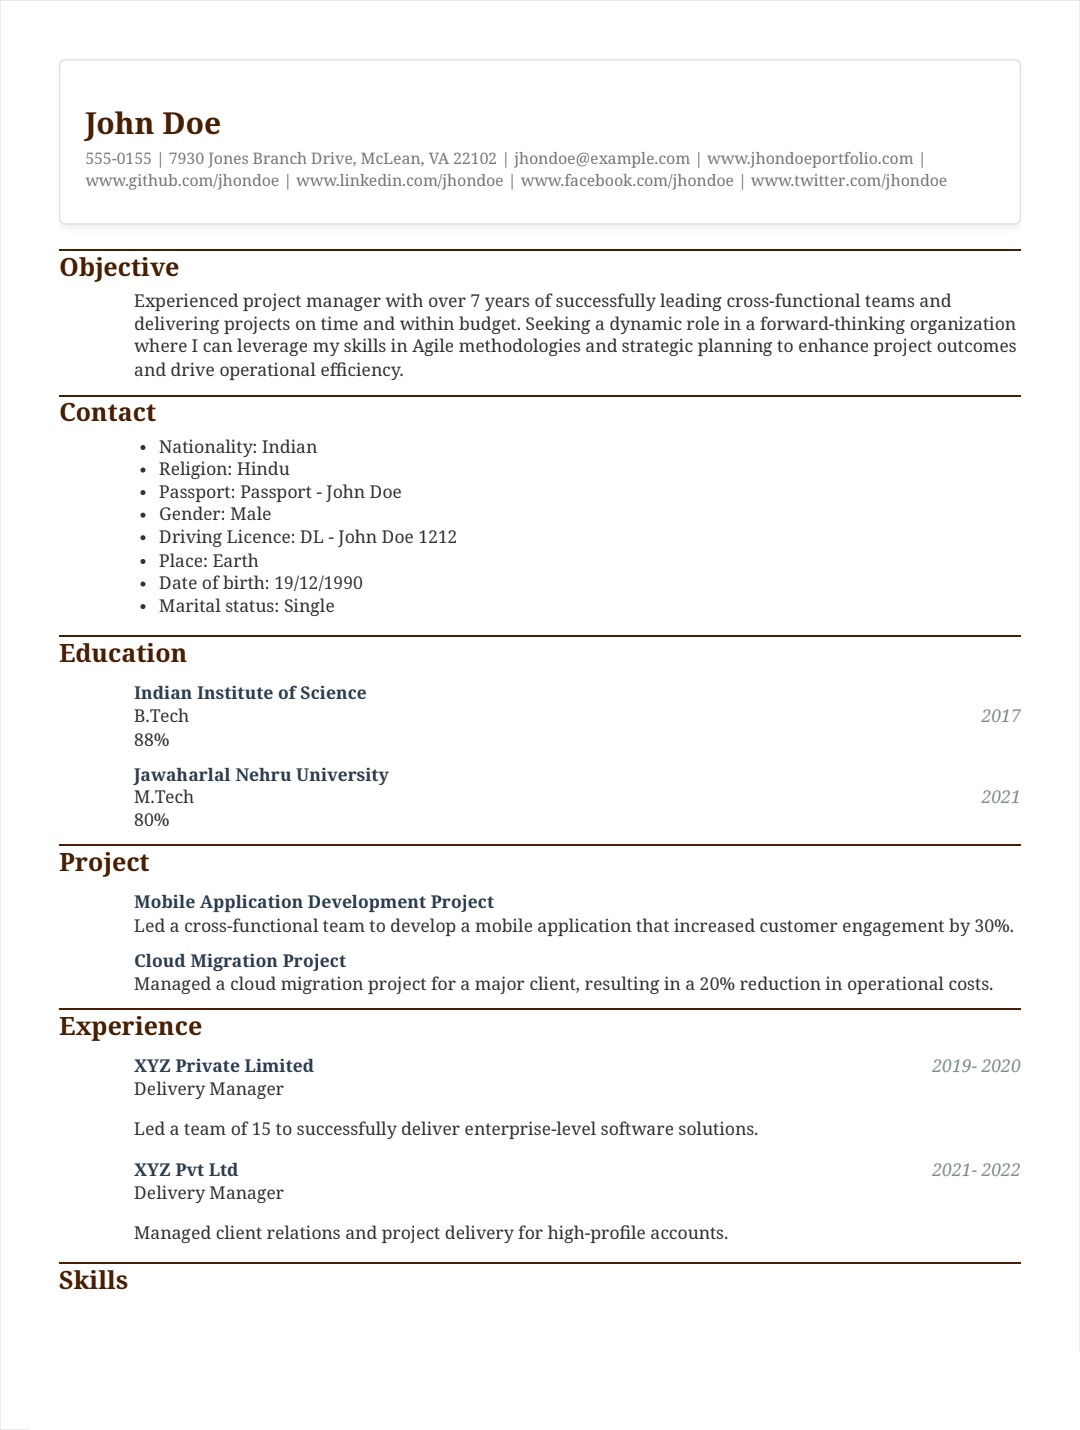 John Doe
555-0155 | 7930 Jones Branch Drive, McLean, VA 22102 | jhondoe@example.com | www.jhondoeportfolio.com |
www.github.com/jhondoe | www.linkedin.com/jhondoe | www.facebook.com/jhondoe | www.twitter.com/jhondoe
Objective
Experienced project manager with over 7 years of successfully leading cross-functional teams and
delivering projects on time and within budget. Seeking a dynamic role in a forward-thinking organization
where I can leverage my skills in Agile methodologies and strategic planning to enhance project outcomes
and drive operational efficiency.
Contact
• Nationality: Indian
• Religion: Hindu
• Passport: Passport - John Doe
• Gender: Male
• Driving Licence: DL - John Doe 1212
• Place: Earth
• Date of birth: 19/12/1990
• Marital status: Single
Education
Indian Institute of Science
B.Tech 2017
88%
Jawaharlal Nehru University
M.Tech 2021
80%
Project
Mobile Application Development Project
Led a cross-functional team to develop a mobile application that increased customer engagement by 30%.
Cloud Migration Project
Managed a cloud migration project for a major client, resulting in a 20% reduction in operational costs.
Experience
XYZ Private Limited 2019- 2020
Delivery Manager
Led a team of 15 to successfully deliver enterprise-level software solutions.
XYZ Pvt Ltd 2021- 2022
Delivery Manager
Managed client relations and project delivery for high-profile accounts.
Skills